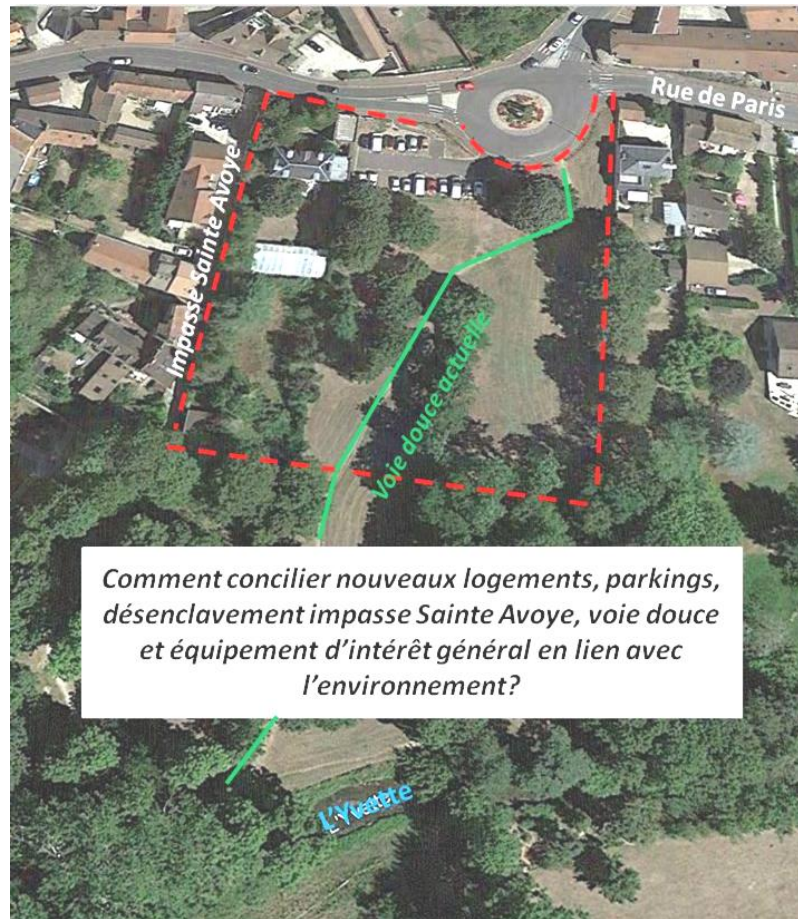 Rue de Paris
Impasse Sainte Avoye
Voie douce actuelle
Comment concilier nouveaux logements, parkings,
désenclavement impasse Sainte Avoye, voie douce
et équipement d'intérêt général en lien avec
l'environnement?
L'Yvette